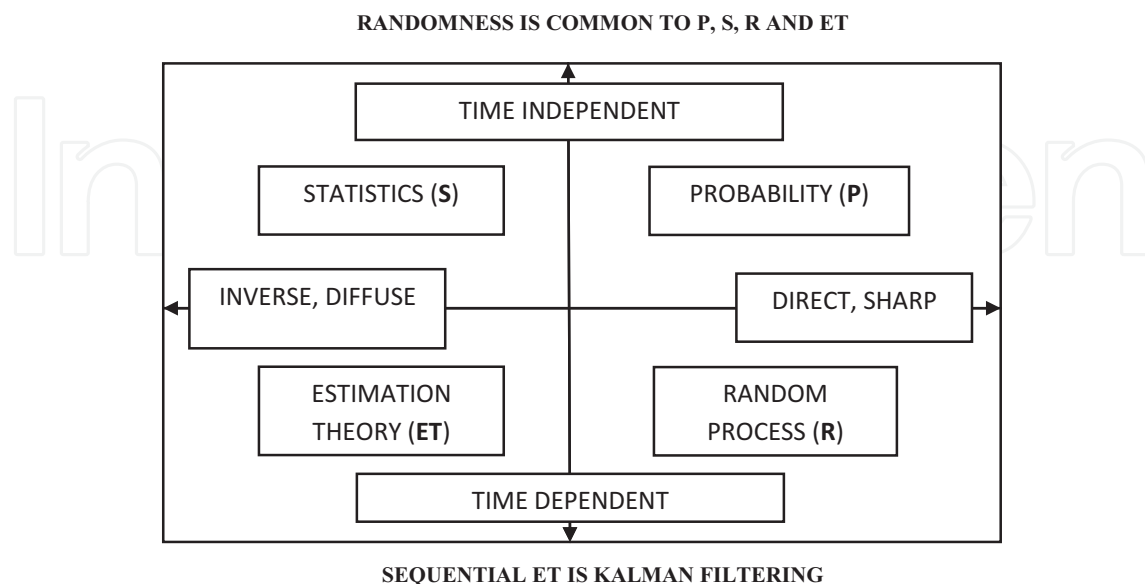 RANDOMNESS IS COMMON TO P, S, R AND ET
TIME INDEPENDENT
STATISTICS (S)
PROBABILITY (P)
INVERSE, DIFFUSE
DIRECT, SHARP
ESTIMATION
THEORY (ET)
RANDOM
PROCESS (R)
TIME DEPENDENT
SEQUENTIAL ET IS KALMAN FILTERING